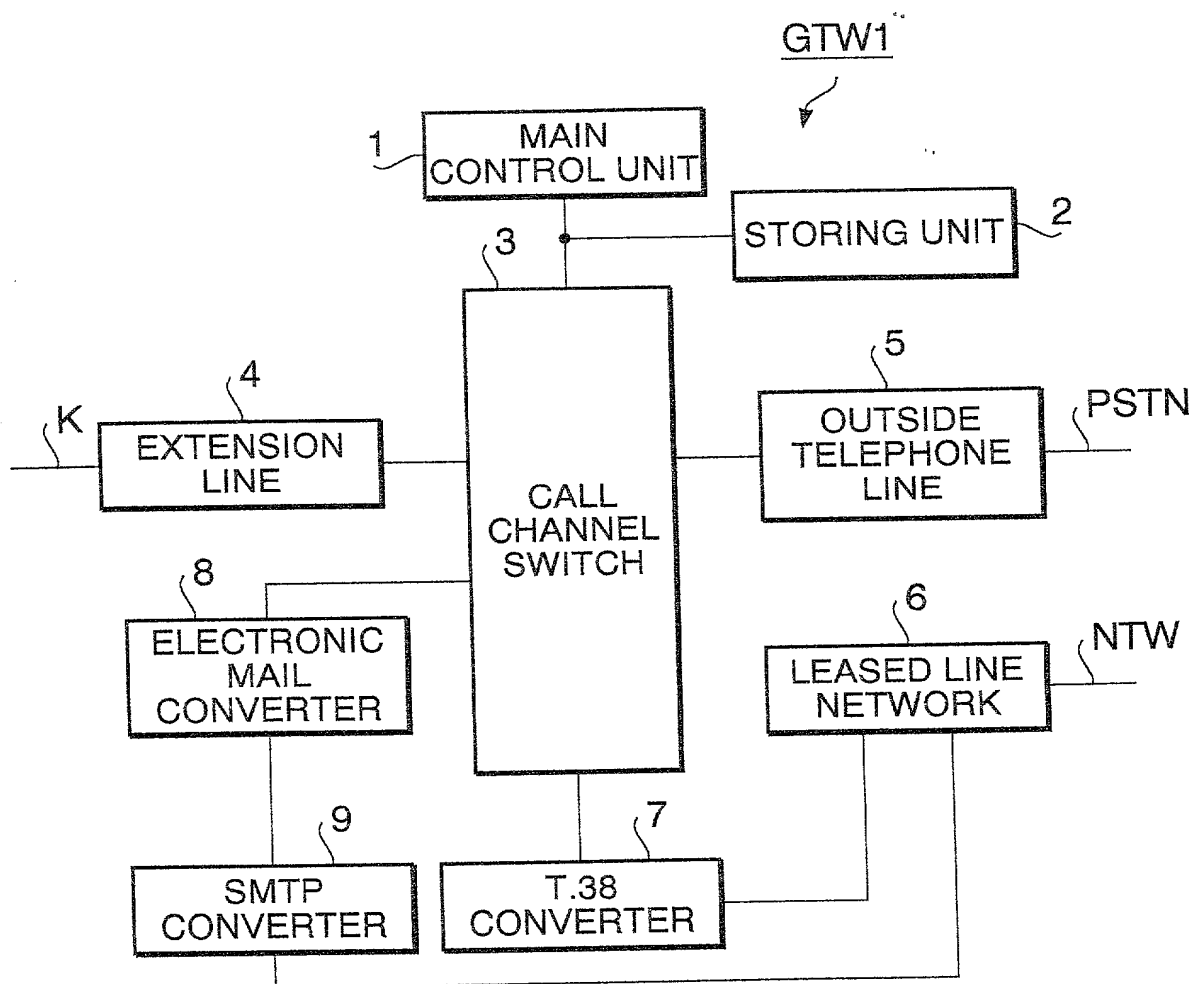 GTW1
1
MAIN
CONTROL UNIT
2
STORING UNIT
3
CALL
CHANNEL
SWITCH
4
K
EXTENSION
LINE
5
OUTSIDE
TELEPHONE
LINE
PSTN
8
ELECTRONIC
MAIL
CONVERTER
6
LEASED LINE
NETWORK
NTW
9
SMTP
CONVERTER
7
T.38
CONVERTER